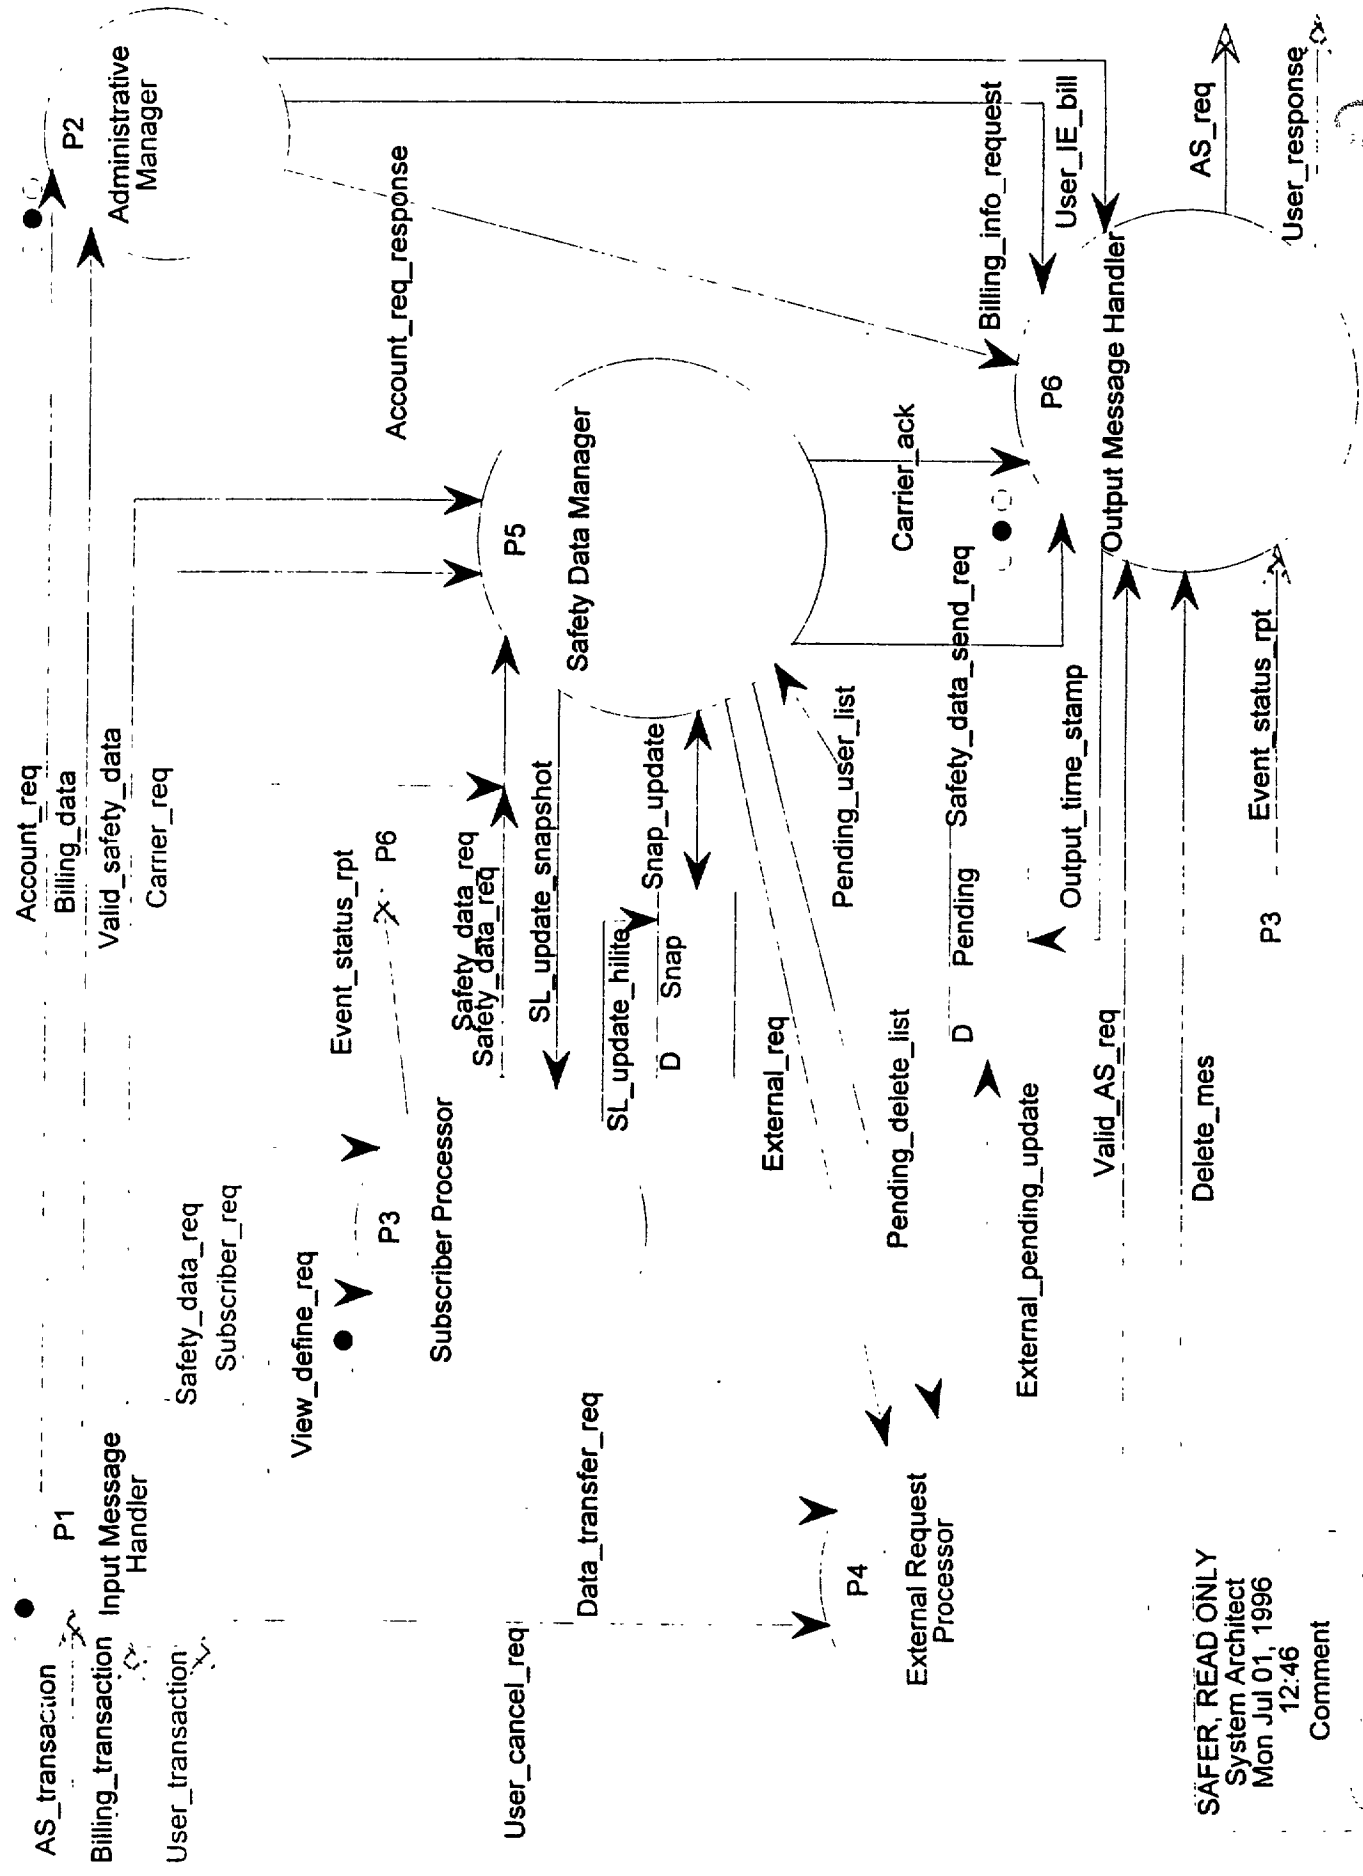 AS_transaction
Billing_transaction
User_transaction
P1
Input Message
Handler
Account_req
Billing_data
Valid_safety_data
Carrier_req
P2
Administrative
Manager
Safety_data_req
Subscriber_req
View_define_req
P3
Subscriber Processor
Event_status_rpt
P6
Safety_data_req
Safety_data_req
SL_update_snapshot
SL_update_hilite
Snap_update
D
Snap
P5
Safety Data Manager
Account_req_response
User_cancel_req
Data_transfer_req
P4
External Request
Processor
External_req
Pending_delete_list
Pending_user_list
External_pending_update
D
Pending
Safety_data_send_req
Output_time_stamp
Carrier_ack
Billing_info_request
User_IE_bill
P6
Output Message Handler
Valid_AS_req
Delete_mes
P3
Event_status_rpt
AS_req
User_response
SAFER, READ ONLY
System Architect
Mon Jul 01, 1996
12:46
Comment